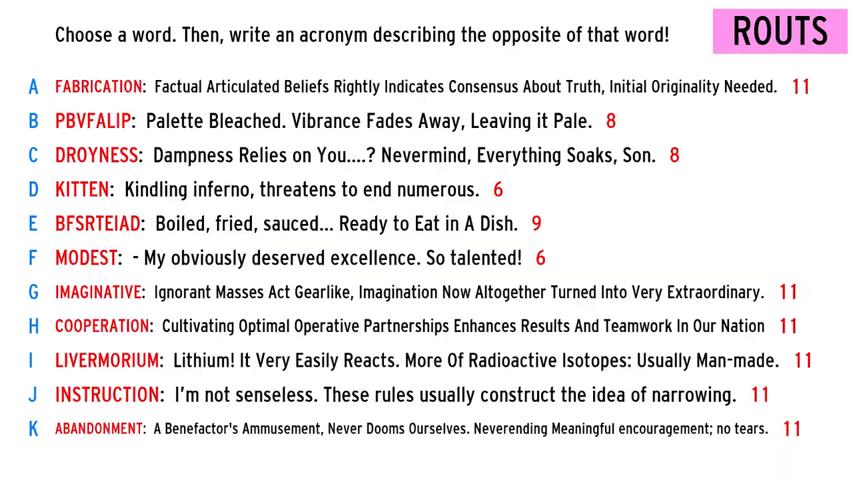 Choose a word. Then, write an acronym describing the opposite of that word!
ROUTS
A FABRICATION: Factual Articulated Beliefs Rightly Indicates Consensus About Truth, Initial Originality Needed. 11
B PBVFALIP: Palette Bleached. Vibrance Fades Away, Leaving it Pale. 8
C DROYNESS: Dampness Relies on You....? Nevermind, Everything Soaks, Son. 8
D KITTEN: Kindling inferno, threatens to end numerous. 6
E BFSRTEIAD: Boiled, fried, sauced... Ready to Eat in A Dish. 9
F MODEST: - My obviously deserved excellence. So talented! 6
G IMAGINATIVE: Ignorant Masses Act Gearlike, Imagination Now Altogether Turned Into Very Extraordinary. 11
H COOPERATION: Cultivating Optimal Operative Partnerships Enhances Results And Teamwork In Our Nation 11
I LIVERMORIUM: Lithium! It Very Easily Reacts. More Of Radioactive Isotopes: Usually Man-made. 11
J INSTRUCTION: I'm not senseless. These rules usually construct the idea of narrowing. 11
K ABANDONMENT: A Benefactor's Ammusement, Never Dooms Ourselves. Neverending Meaningful encouragement; no tears. 11